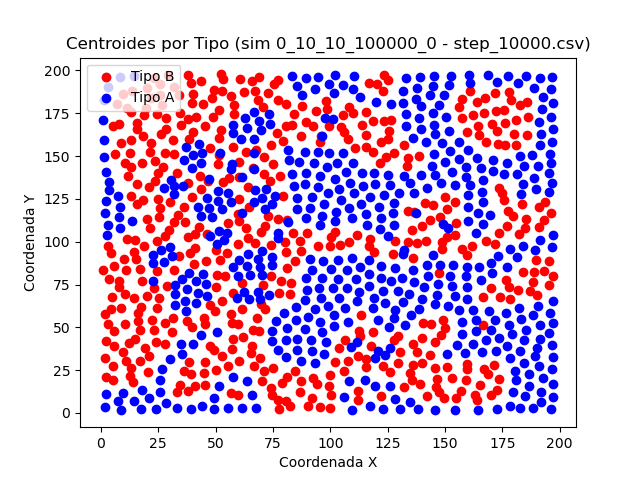 Centroides por Tipo (sim 0_10_10_100000_0 - step_10000.csv)
Tipo B
Tipo A
Coordenada Y
200
175
150
125
100
75
50
25
0
0 25 50 75 100 125 150 175 200
Coordenada X